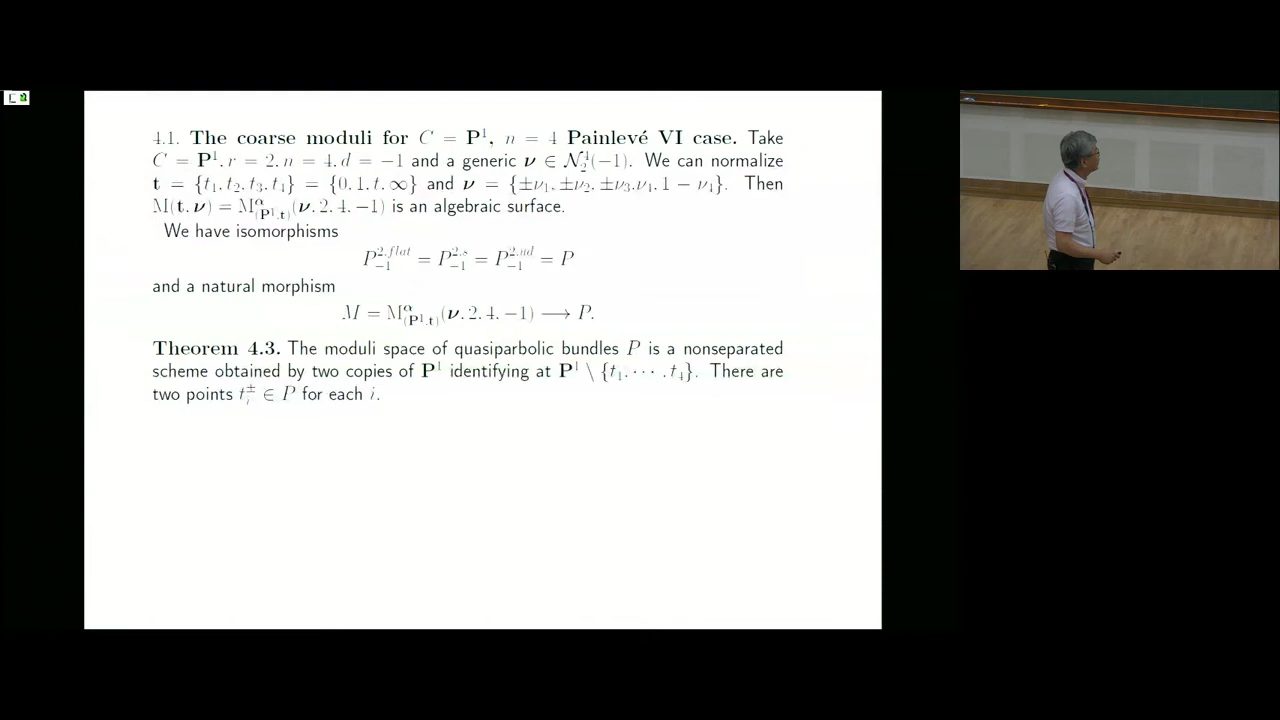 4.1. The coarse moduli for C = P¹, n = 4 Painlevé VI case. Take
C = P¹, r = 2, n = 4, d = −1 and a generic ν ∈ 𝒩₂⁴(−1). We can normalize
t = {t₁, t₂, t₃, t₄} = {0, 1, t, ∞} and ν = {±ν₁, ±ν₂, ±ν₃, ν₄, 1 − ν₄}. Then
M(t, ν) = M^α_(P¹,t)(ν, 2, 4, −1) is an algebraic surface.
We have isomorphisms
P^{2,flat}_{−1} = P^{2,s}_{−1} = P^{2,ud}_{−1} = P
and a natural morphism
M = M^α_(P¹,t)(ν, 2, 4, −1) ⟶ P.
Theorem 4.3. The moduli space of quasiparbolic bundles P is a nonseparated
scheme obtained by two copies of P¹ identifying at P¹ \ {t₁, ⋯ , t₄}. There are
two points t_i^± ∈ P for each i.